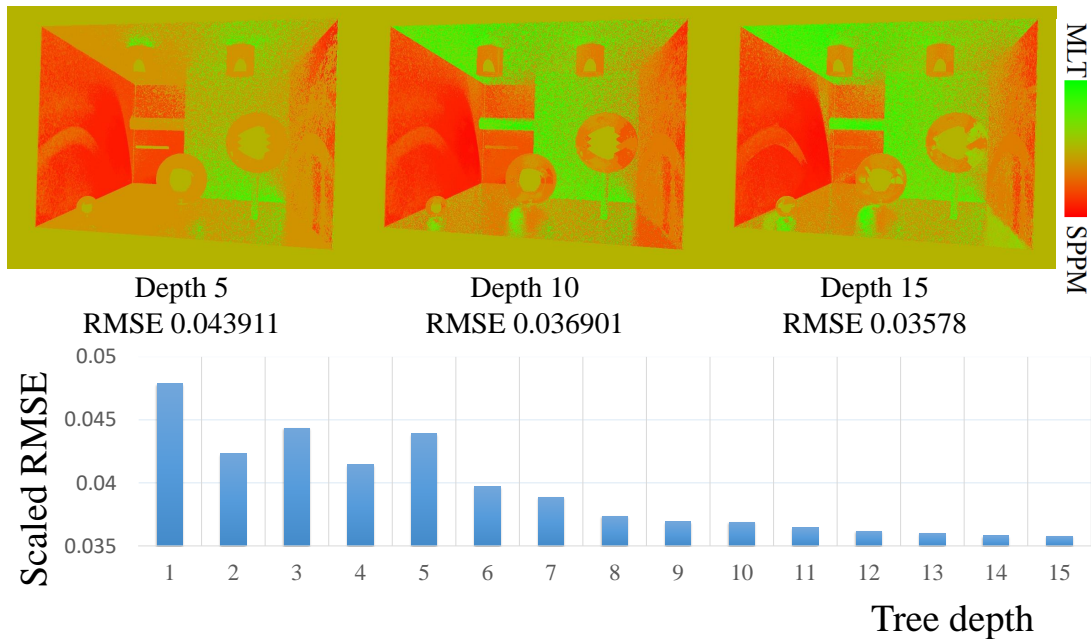 MLT
SPPM
Depth 5
RMSE 0.043911
Depth 10
RMSE 0.036901
Depth 15
RMSE 0.03578
Scaled RMSE
0.05
0.045
0.04
0.035
1 2 3 4 5 6 7 8 9 10 11 12 13 14 15
Tree depth